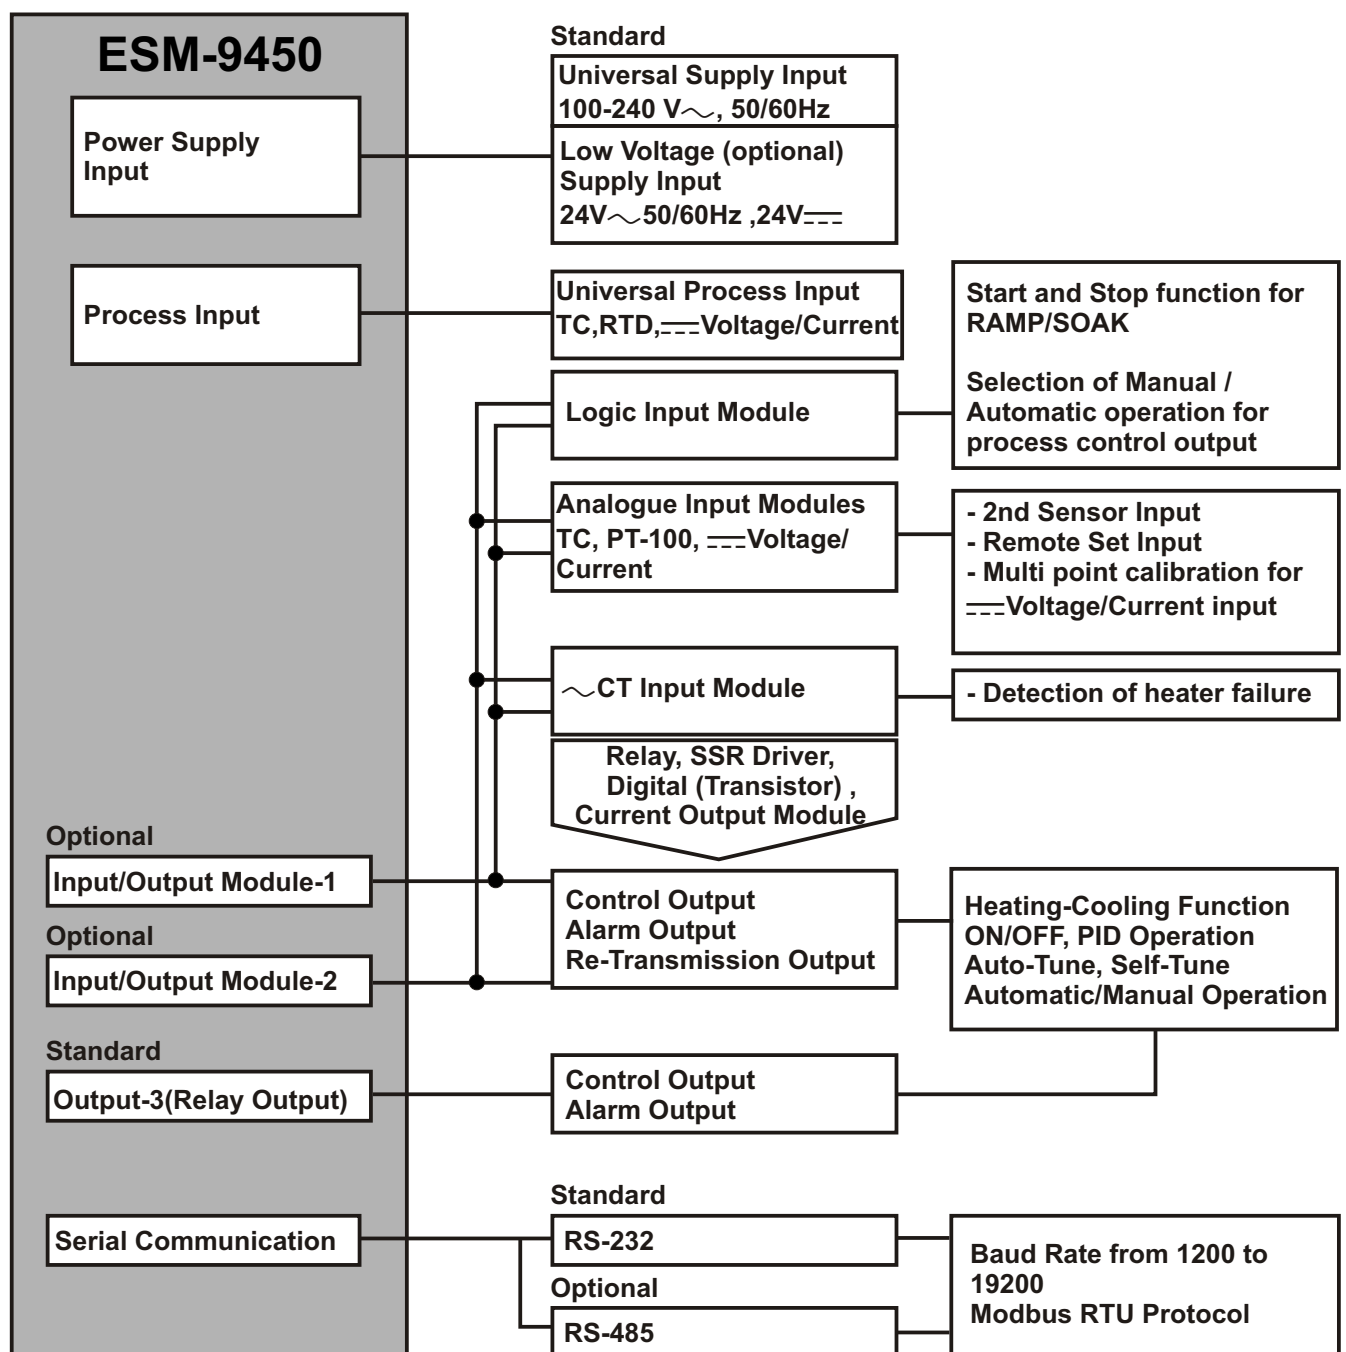 ESM-9450
Power Supply
Input
Standard
Universal Supply Input
100-240 V～, 50/60Hz
Low Voltage (optional)
Supply Input
24V～50/60Hz ,24V⎓
Process Input
Universal Process Input
TC,RTD,⎓Voltage/Current
Logic Input Module
Start and Stop function for
RAMP/SOAK
Selection of Manual /
Automatic operation for
process control output
Analogue Input Modules
TC, PT-100, ⎓Voltage/
Current
- 2nd Sensor Input
- Remote Set Input
- Multi point calibration for
⎓Voltage/Current input
～CT Input Module
- Detection of heater failure
Relay, SSR Driver,
Digital (Transistor) ,
Current Output Module
Optional
Input/Output Module-1
Optional
Input/Output Module-2
Control Output
Alarm Output
Re-Transmission Output
Heating-Cooling Function
ON/OFF, PID Operation
Auto-Tune, Self-Tune
Automatic/Manual Operation
Standard
Output-3(Relay Output)
Control Output
Alarm Output
Serial Communication
Standard
RS-232
Optional
RS-485
Baud Rate from 1200 to
19200
Modbus RTU Protocol